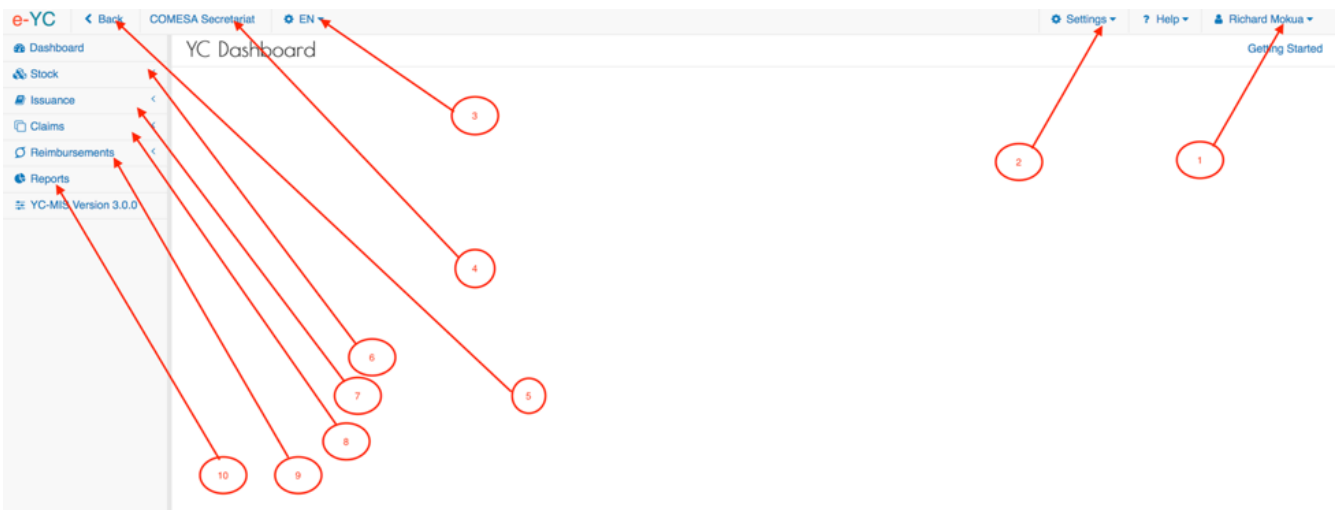 e-YC Back COMESA Secretariat EN Settings ? Help Richard Mokua
Dashboard
YC Dashboard
Getting Started
Stock
Issuance
Claims
Reimbursements
Reports
YC-MIS Version 3.0.0
3
2
1
4
6
7
5
8
10
9